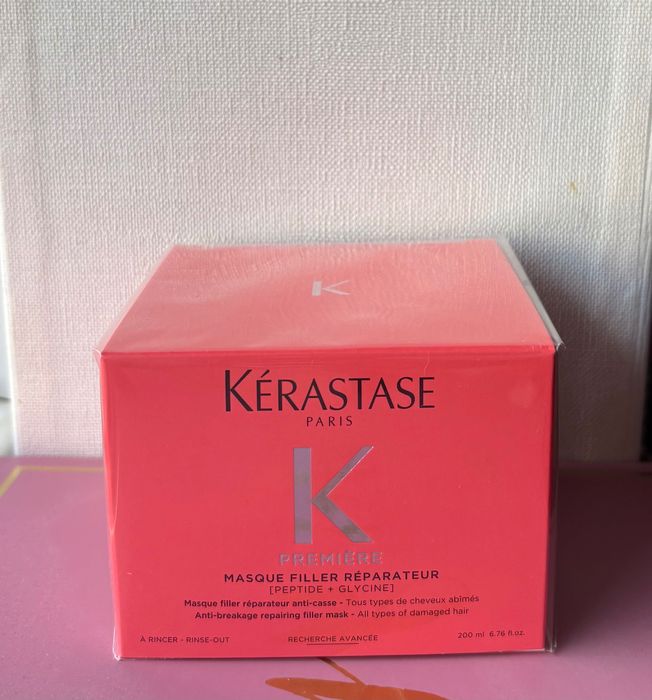 K
KÉRASTASE
PARIS
K
PREMIÈRE
MASQUE FILLER RÉPARATEUR
[PEPTIDE + GLYCINE]
Masque filler réparateur anti-casse - Tous types de cheveux abîmés
Anti-breakage repairing filler mask - All types of damaged hair
À RINCER - RINSE-OUT RECHERCHE AVANCÉE 200 ml 6.76 fl.oz.